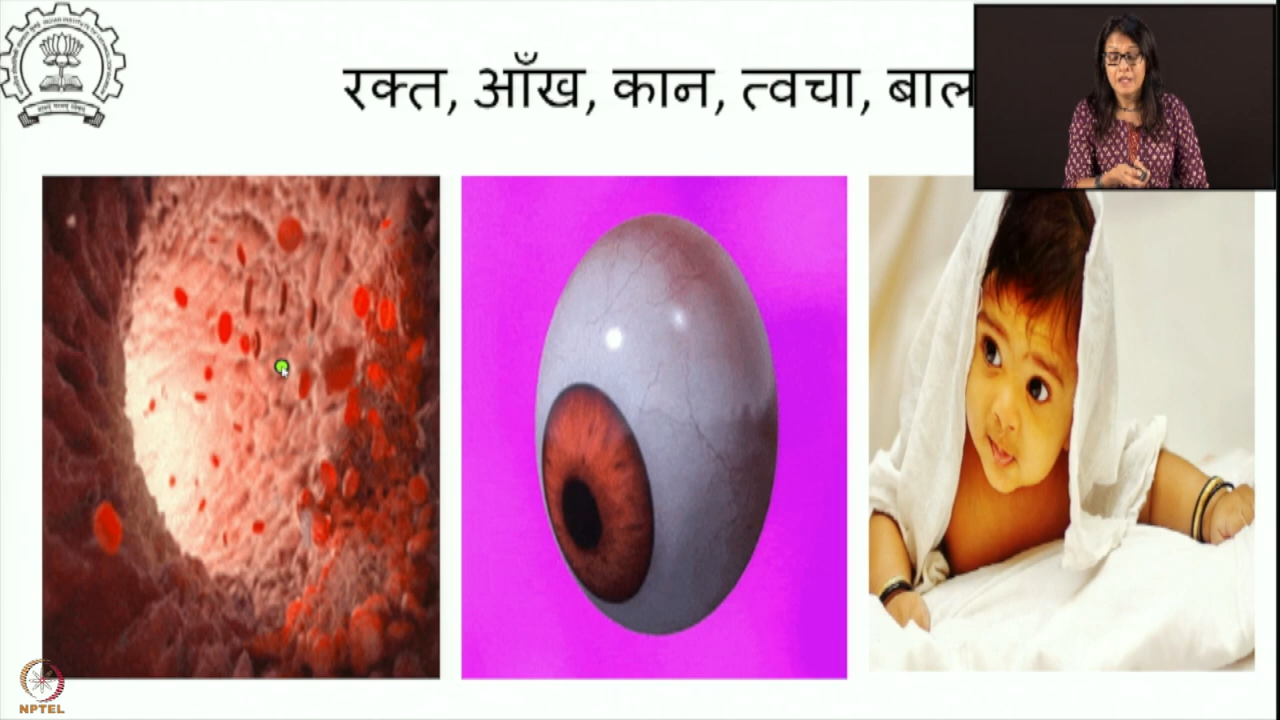 रक्त, आँख, कान, त्वचा, बाल
NPTEL